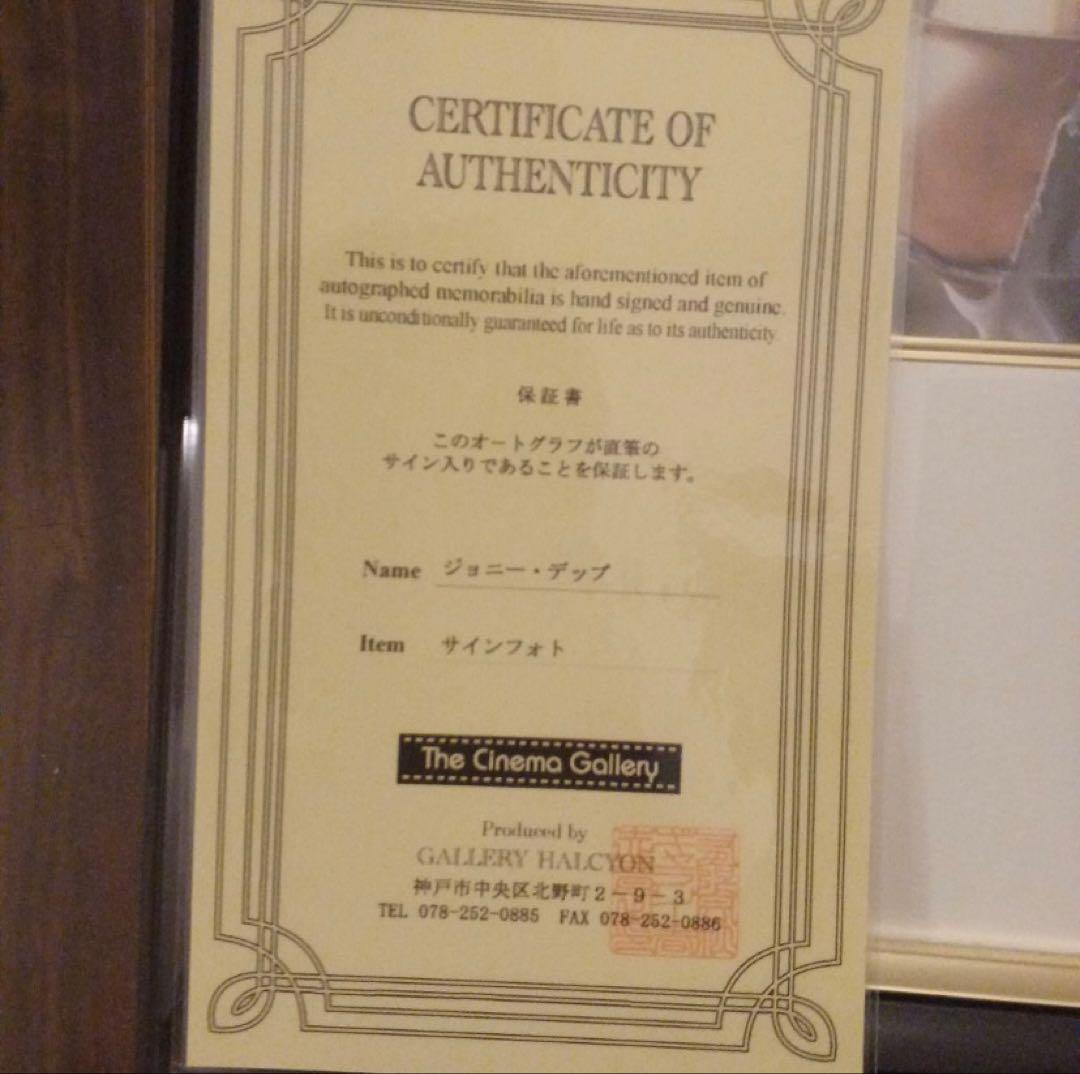 CERTIFICATE OF
AUTHENTICITY
This is to certify that the aforementioned item of
autographed memorabilia is hand signed and genuine.
It is unconditionally guaranteed for life as to its authenticity.
保証書
このオートグラフが直筆の
サイン入りであることを保証します。
Name ジョニー・デップ
Item サインフォト
The Cinema Gallery
Produced by
GALLERY HALCYON
神戸市中央区北野町2-9-3
TEL 078-252-0885 FAX 078-252-0886